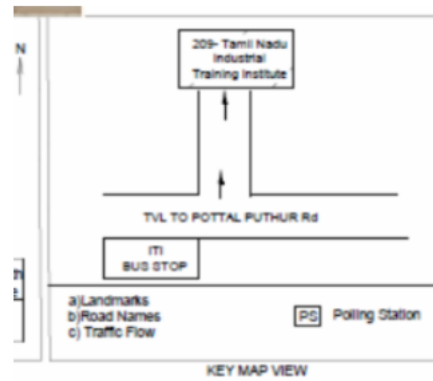 N
209- Tamil Nadu
Industrial
Training Institute
TVL TO POTTAL PUTHUR Rd
ITI
BUS STOP
a)Landmarks
b)Road Names
c) Traffic Flow
PS Polling Station
KEY MAP VIEW